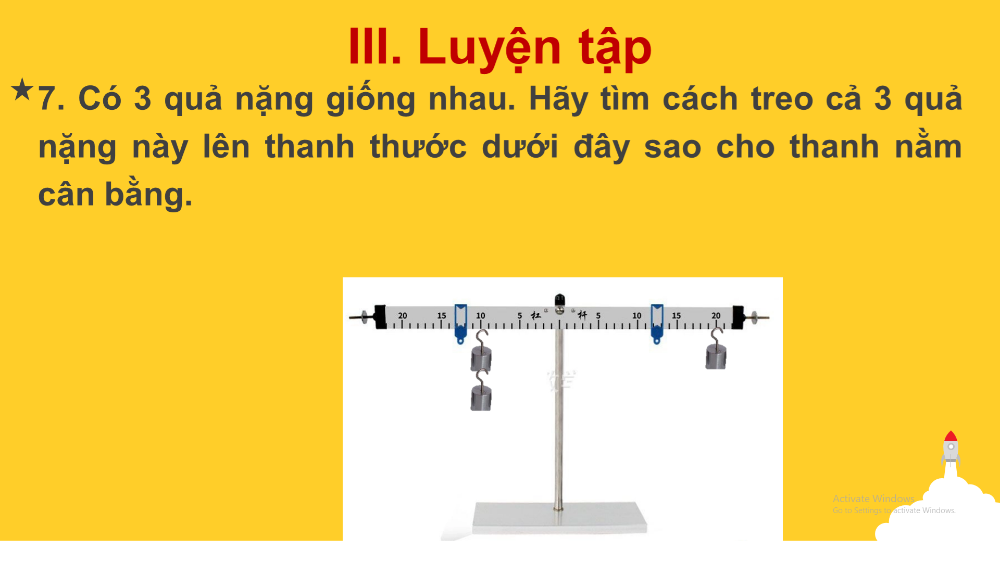 III. Luyện tập
★7. Có 3 quả nặng giống nhau. Hãy tìm cách treo cả 3 quả
nặng này lên thanh thước dưới đây sao cho thanh nằm
cân bằng.
20 15 10 5 杠 杆 5 10 15 20
Activate Windows
Go to Settings to activate Windows.